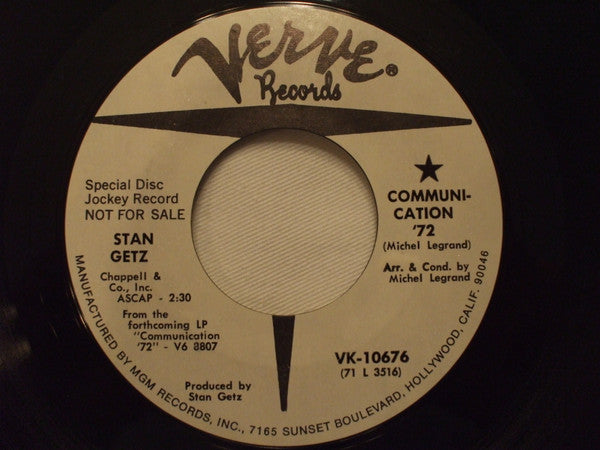 Verve®
Records
Special Disc
Jockey Record
NOT FOR SALE
STAN
GETZ
Chappell &
Co., Inc.
ASCAP - 2:30
From the
forthcoming LP
"Communication
'72" - V6 8807
Produced by
Stan Getz
★
COMMUNI-
CATION
'72
(Michel Legrand)
Arr. & Cond. by
Michel Legrand
VK-10676
(71 L 3516)
MANUFACTURED BY MGM RECORDS, INC., 7165 SUNSET BOULEVARD, HOLLYWOOD, CALIF. 90046